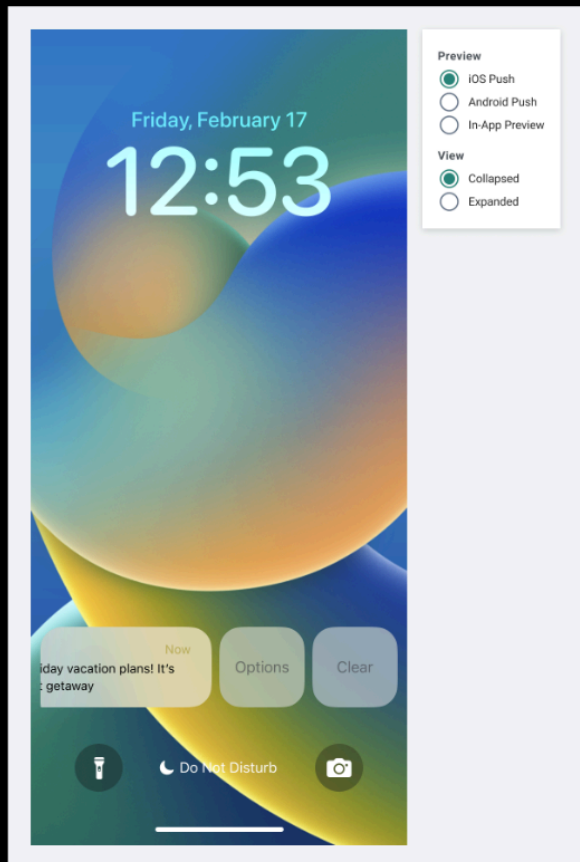 Friday, February 17
12:53
Now
iday vacation plans! It's
t getaway
Options
Clear
Do Not Disturb
Preview
iOS Push
Android Push
In-App Preview
View
Collapsed
Expanded